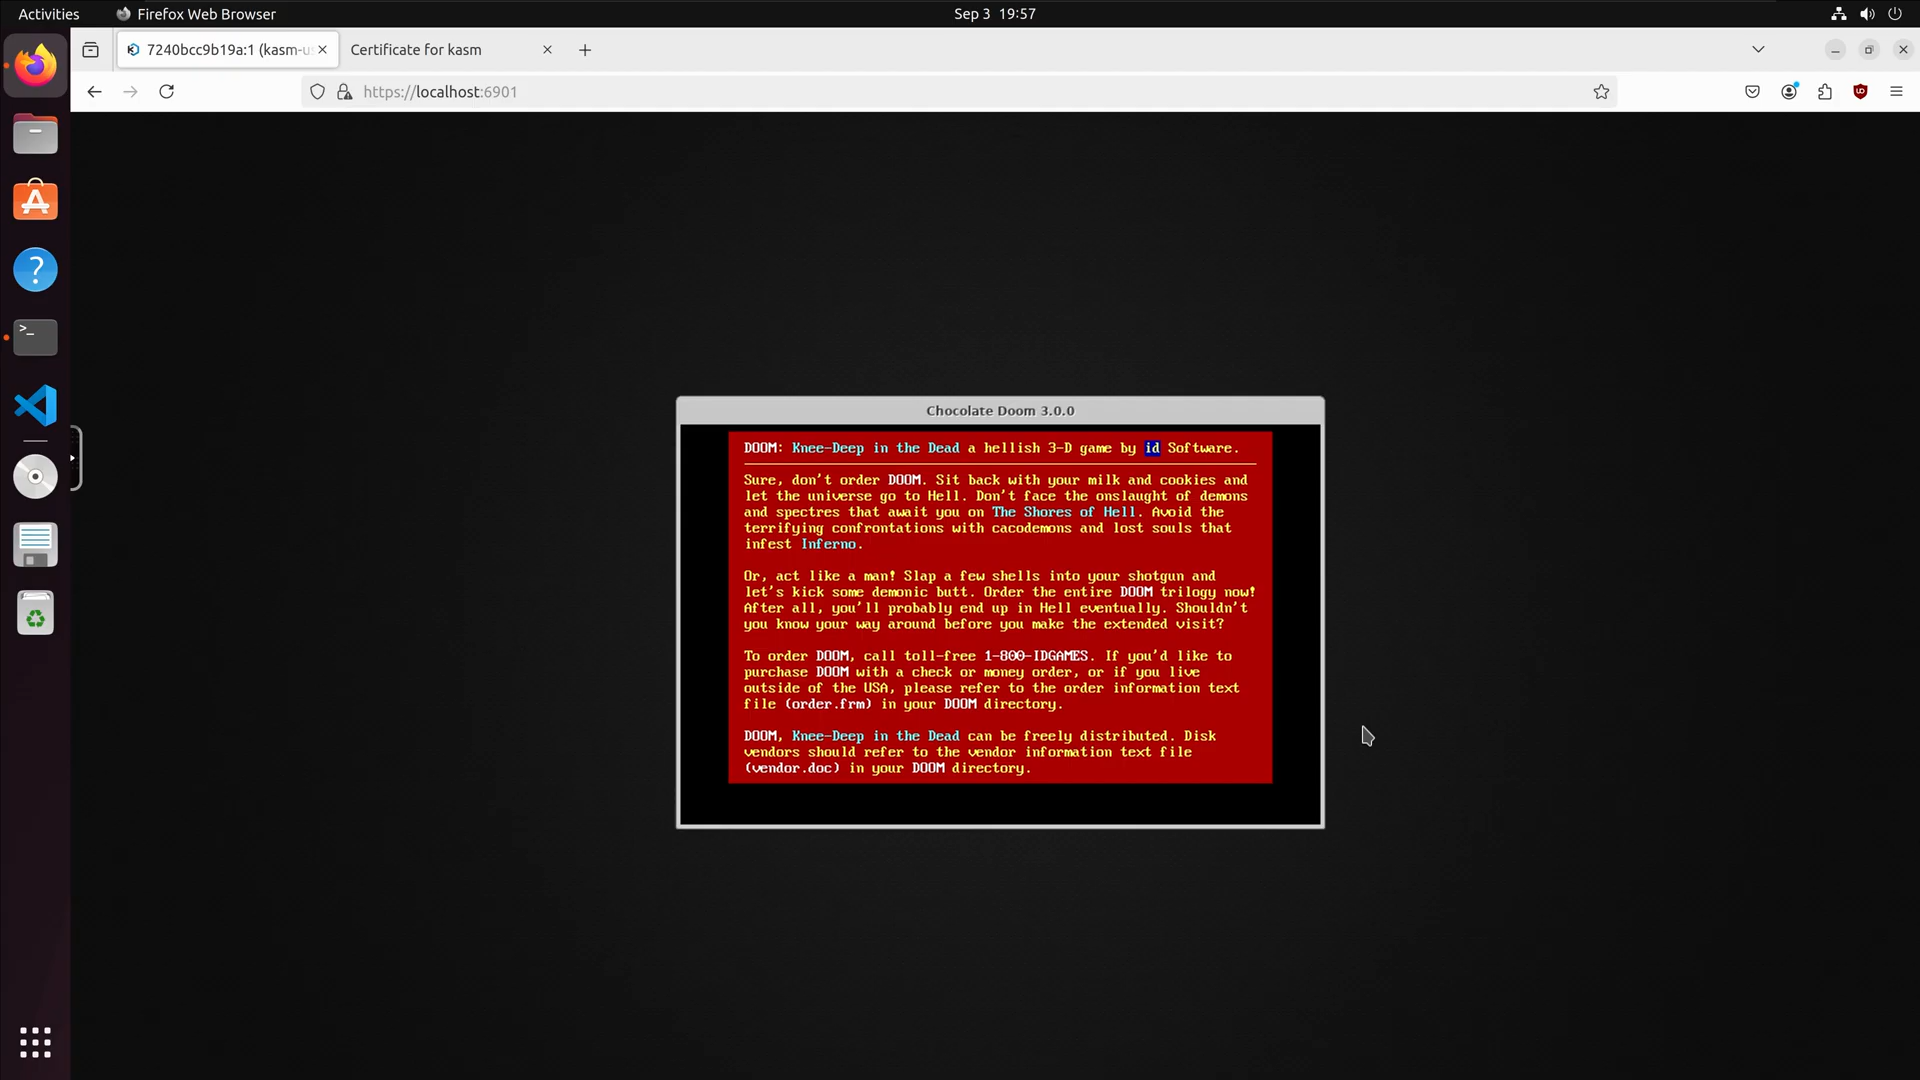 Activities Firefox Web Browser Sep 3 19:57
7240bcc9b19a:1 (kasm-u Certificate for kasm
https://localhost:6901
Chocolate Doom 3.0.0
DOOM: Knee-Deep in the Dead a hellish 3-D game by id Software.
Sure, don't order DOOM. Sit back with your milk and cookies and
let the universe go to Hell. Don't face the onslaught of demons
and spectres that await you on The Shores of Hell. Avoid the
terrifying confrontations with cacodemons and lost souls that
infest Inferno.
Or, act like a man! Slap a few shells into your shotgun and
let's kick some demonic butt. Order the entire DOOM trilogy now!
After all, you'll probably end up in Hell eventually. Shouldn't
you know your way around before you make the extended visit?
To order DOOM, call toll-free 1-800-IDGAMES. If you'd like to
purchase DOOM with a check or money order, or if you live
outside of the USA, please refer to the order information text
file (order.frm) in your DOOM directory.
DOOM, Knee-Deep in the Dead can be freely distributed. Disk
vendors should refer to the vendor information text file
(vendor.doc) in your DOOM directory.